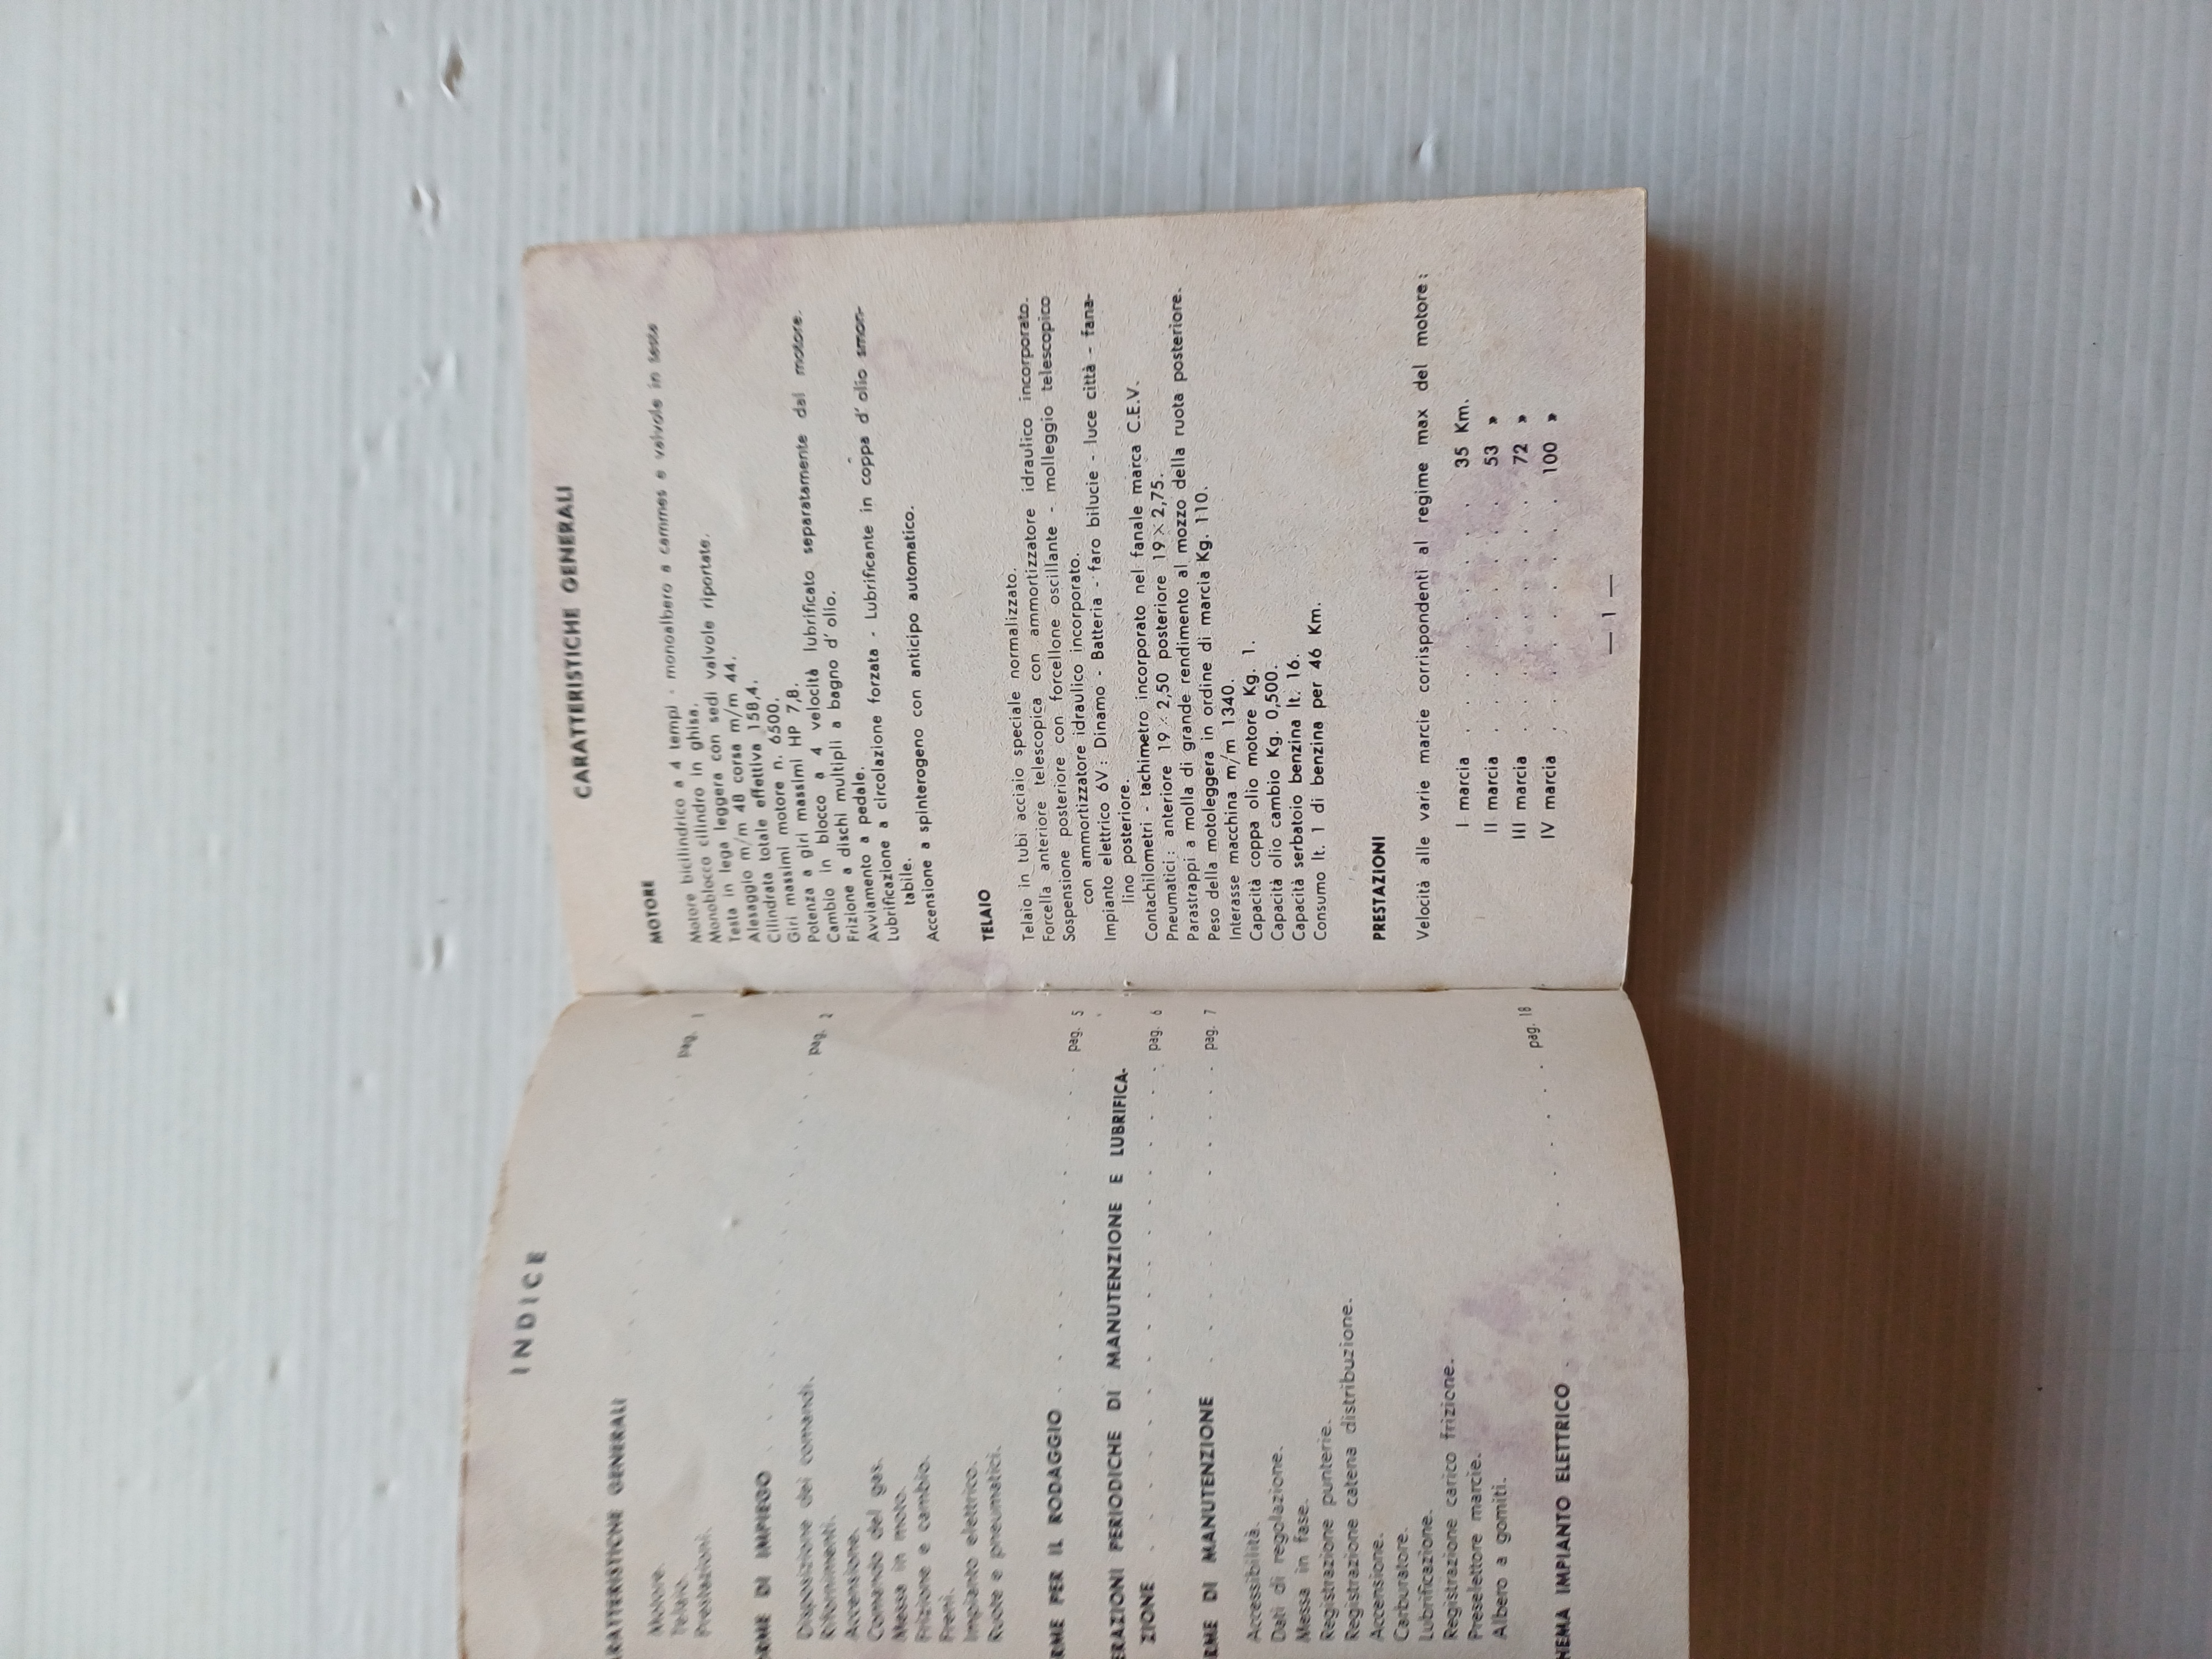 INDICE
RATTERISTICHE GENERALI . . . . pag. 1
Motore.
Telaio.
Prestazioni.
RME DI IMPIEGO . . . . pag. 2
Disposizione dei comandi.
Rifornimenti.
Accensione.
Comando del gas.
Messa in moto.
Frizione e cambio.
Freni.
Impianto elettrico.
Ruote e pneumatici.
RME PER IL RODAGGIO . . . . pag. 5
ERAZIONI PERIODICHE DI MANUTENZIONE E LUBRIFICA-
ZIONE . . . . pag. 6
RME DI MANUTENZIONE . . . . pag. 7
Accessibilità.
Dati di regolazione.
Messa in fase.
Registrazione punterie.
Registrazione catena distribuzione.
Accensione.
Carburatore.
Lubrificazione.
Registrazione carico frizione.
Preselettore marcie.
Albero a gomiti.
HEMA IMPIANTO ELETTRICO . . . . pag. 18
CARATTERISTICHE GENERALI
MOTORE
Motore bicilindrico a 4 tempi - monoalbero a cammes e valvole in testa
Monoblocco cilindro in ghisa.
Testa in lega leggera con sedi valvole riportate.
Alesaggio m/m 48 corsa m/m 44.
Cilindrata totale effettiva 158,4.
Giri massimi motore n. 6500.
Potenza a giri massimi HP 7,8.
Cambio in blocco a 4 velocità lubrificato separatamente dal motore.
Frizione a dischi multipli a bagno d' olio.
Avviamento a pedale.
Lubrificazione a circolazione forzata - Lubrificante in coppa d' olio smon-
tabile.
Accensione a spinterogeno con anticipo automatico.
TELAIO
Telaio in tubi acciaio speciale normalizzato.
Forcella anteriore telescopica con ammortizzatore idraulico incorporato.
Sospensione posteriore con forcellone oscillante - molleggio telescopico
con ammortizzatore idraulico incorporato.
Impianto elettrico 6V : Dinamo - Batteria - faro bilucie - luce città - fana-
lino posteriore.
Contachilometri - tachimetro incorporato nel fanale marca C.E.V.
Pneumatici : anteriore 19 × 2,50 posteriore 19 × 2,75.
Parastrappi a molla di grande rendimento al mozzo della ruota posteriore.
Peso della motoleggera in ordine di marcia Kg. 110.
Interasse macchina m/m 1340.
Capacità coppa olio motore Kg. 1.
Capacità olio cambio Kg. 0,500.
Capacità serbatoio benzina lt. 16.
Consumo lt. 1 di benzina per 46 Km.
PRESTAZIONI
Velocità alle varie marcie corrispondenti al regime max del motore :
I marcia . . . . . . . 35 Km.
II marcia . . . . . . . 53 »
III marcia . . . . . . . 72 »
IV marcia . . . . . . . 100 »
— 1 —